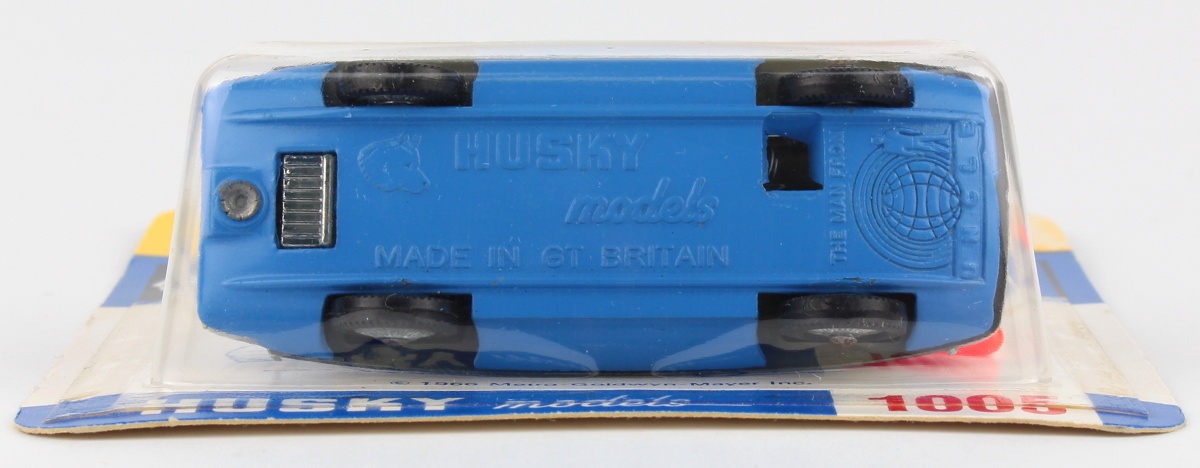 HUSKY
models
MADE IN GT. BRITAIN
THE MAN FROM
U.N.C.L.E.
© 1966 Metro-Goldwyn-Mayer Inc.
HUSKY models 1005